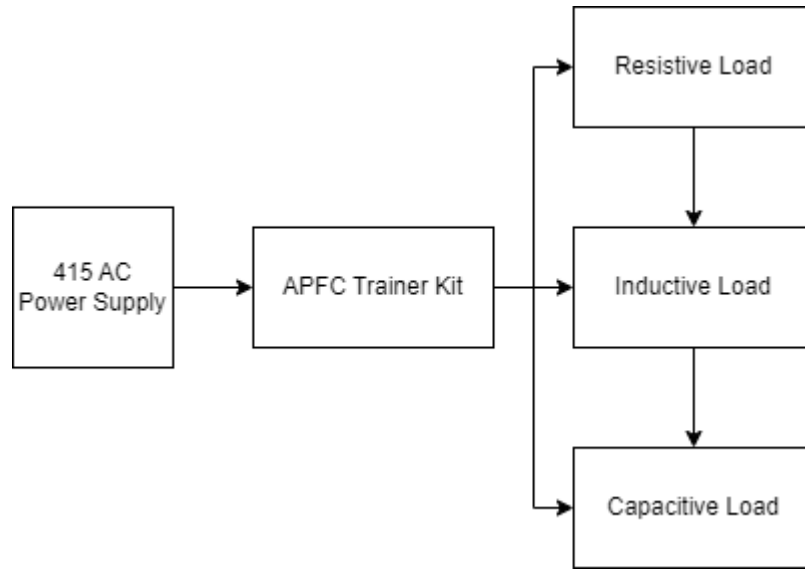 Resistive Load
415 AC
Power Supply
APFC Trainer Kit
Inductive Load
Capacitive Load